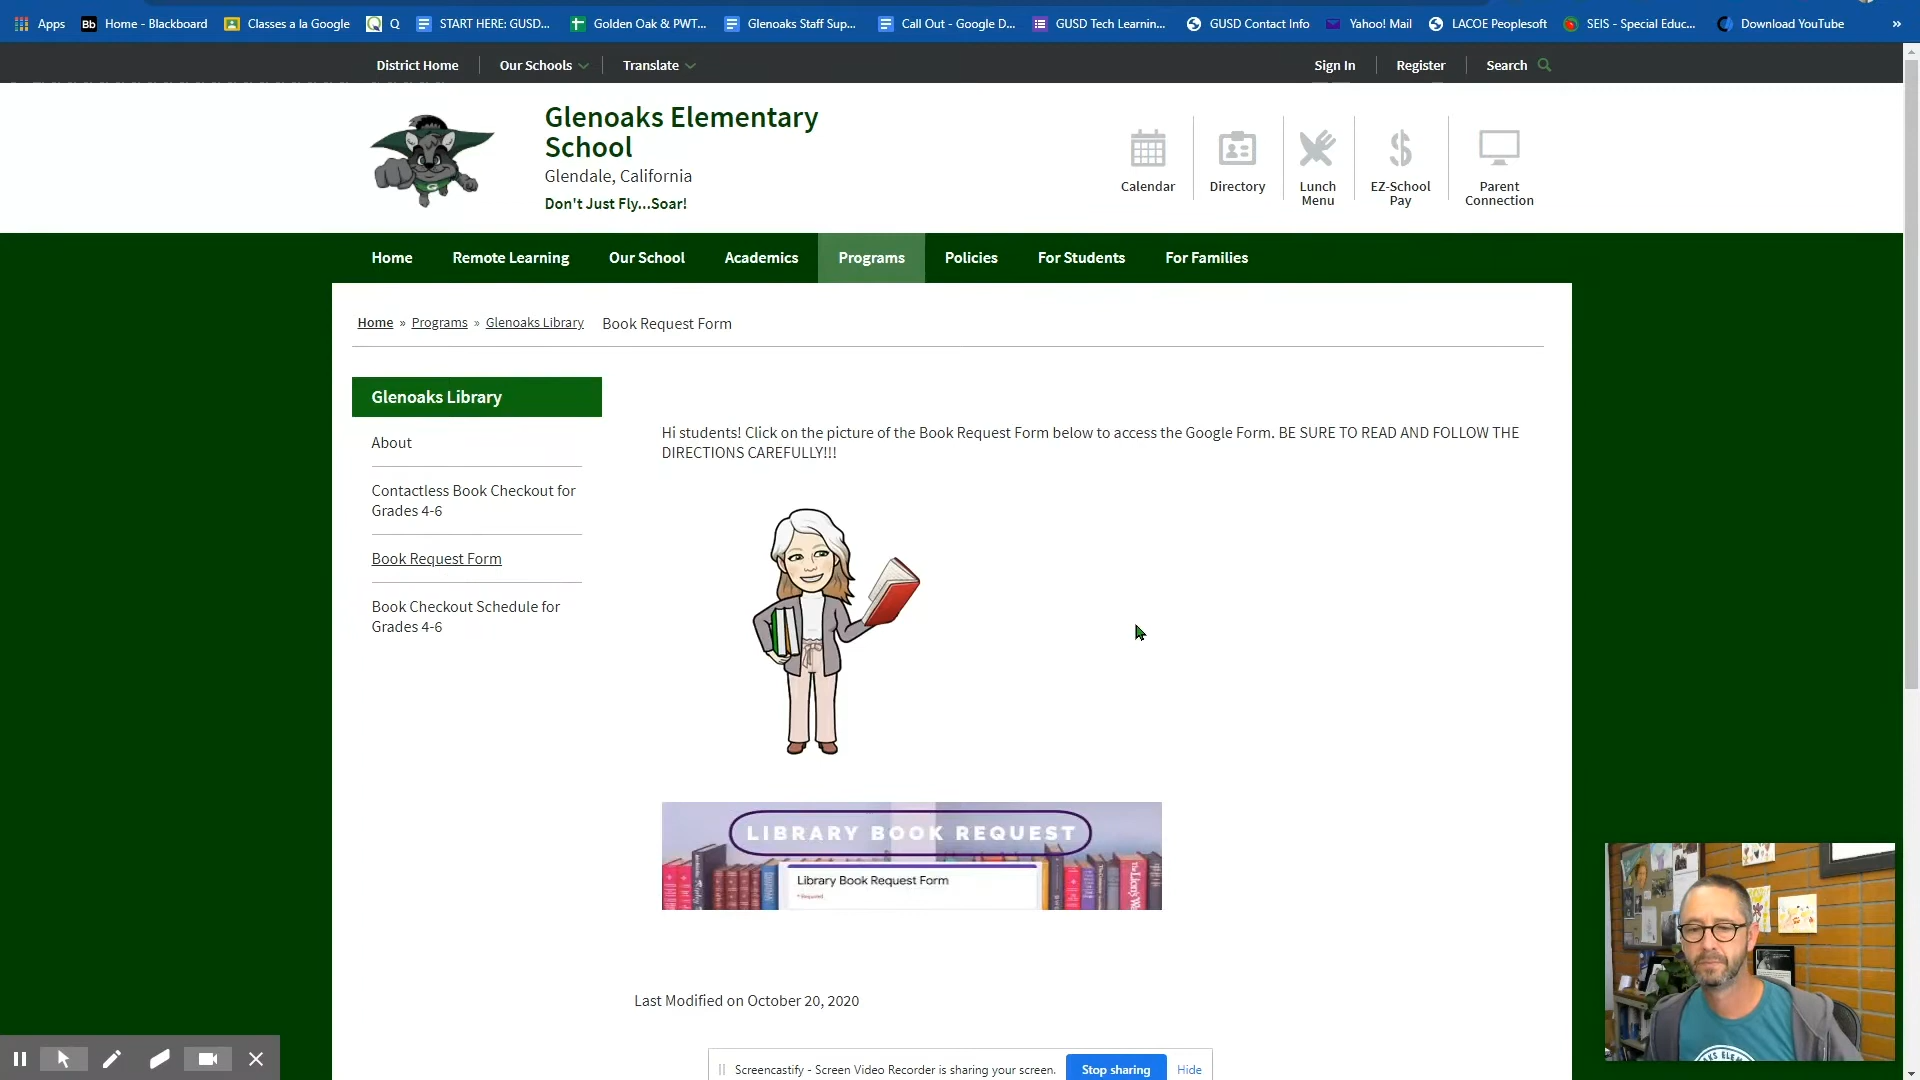 Apps
Home - Blackboard
Classes a la Google
Q
START HERE: GUSD...
Golden Oak & PWT...
Glenoaks Staff Sup...
Call Out - Google D...
GUSD Tech Learnin...
GUSD Contact Info
Yahoo! Mail
LACOE Peoplesoft
SEIS - Special Educ...
Download YouTube
»
District Home
Our Schools
Translate
Sign In
Register
Search
Glenoaks Elementary
School
Glendale, California
Don't Just Fly...Soar!
Calendar
Directory
Lunch
Menu
EZ-School
Pay
Parent
Connection
Home
Remote Learning
Our School
Academics
Programs
Policies
For Students
For Families
Home » Programs » Glenoaks Library Book Request Form
Glenoaks Library
About
Contactless Book Checkout for
Grades 4-6
Book Request Form
Book Checkout Schedule for
Grades 4-6
Hi students! Click on the picture of the Book Request Form below to access the Google Form. BE SURE TO READ AND FOLLOW THE
DIRECTIONS CAREFULLY!!!
LIBRARY BOOK REQUEST
Library Book Request Form
* Required
Last Modified on October 20, 2020
Screencastify - Screen Video Recorder is sharing your screen.
Stop sharing
Hide